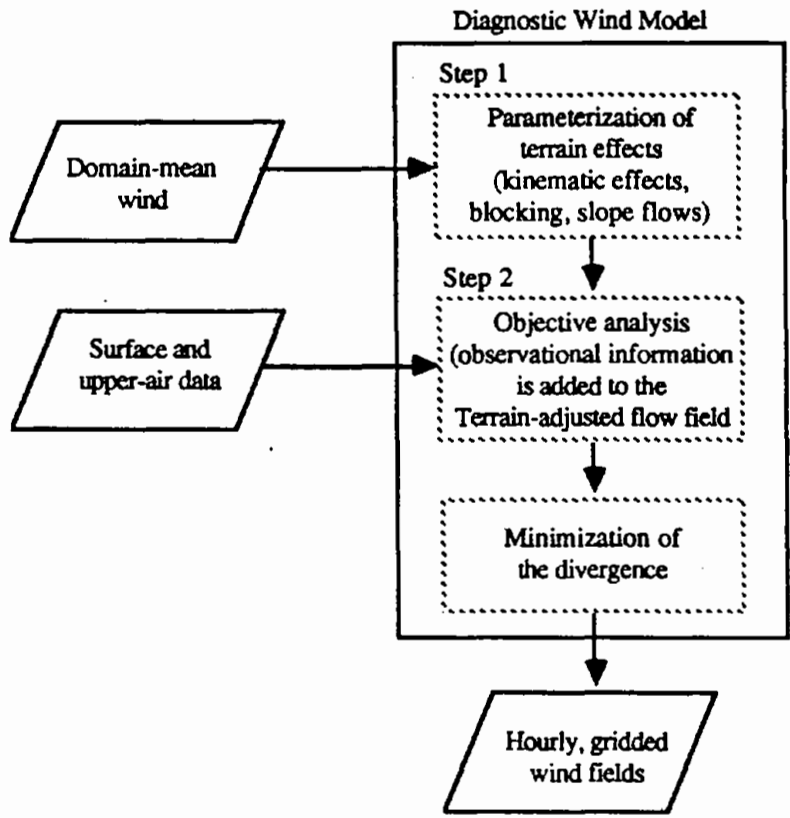 Diagnostic Wind Model
Step 1
Parameterization of
terrain effects
(kinematic effects,
blocking, slope flows)
Domain-mean
wind
Step 2
Objective analysis
(observational information
is added to the
Terrain-adjusted flow field
Surface and
upper-air data
Minimization of
the divergence
Hourly, gridded
wind fields